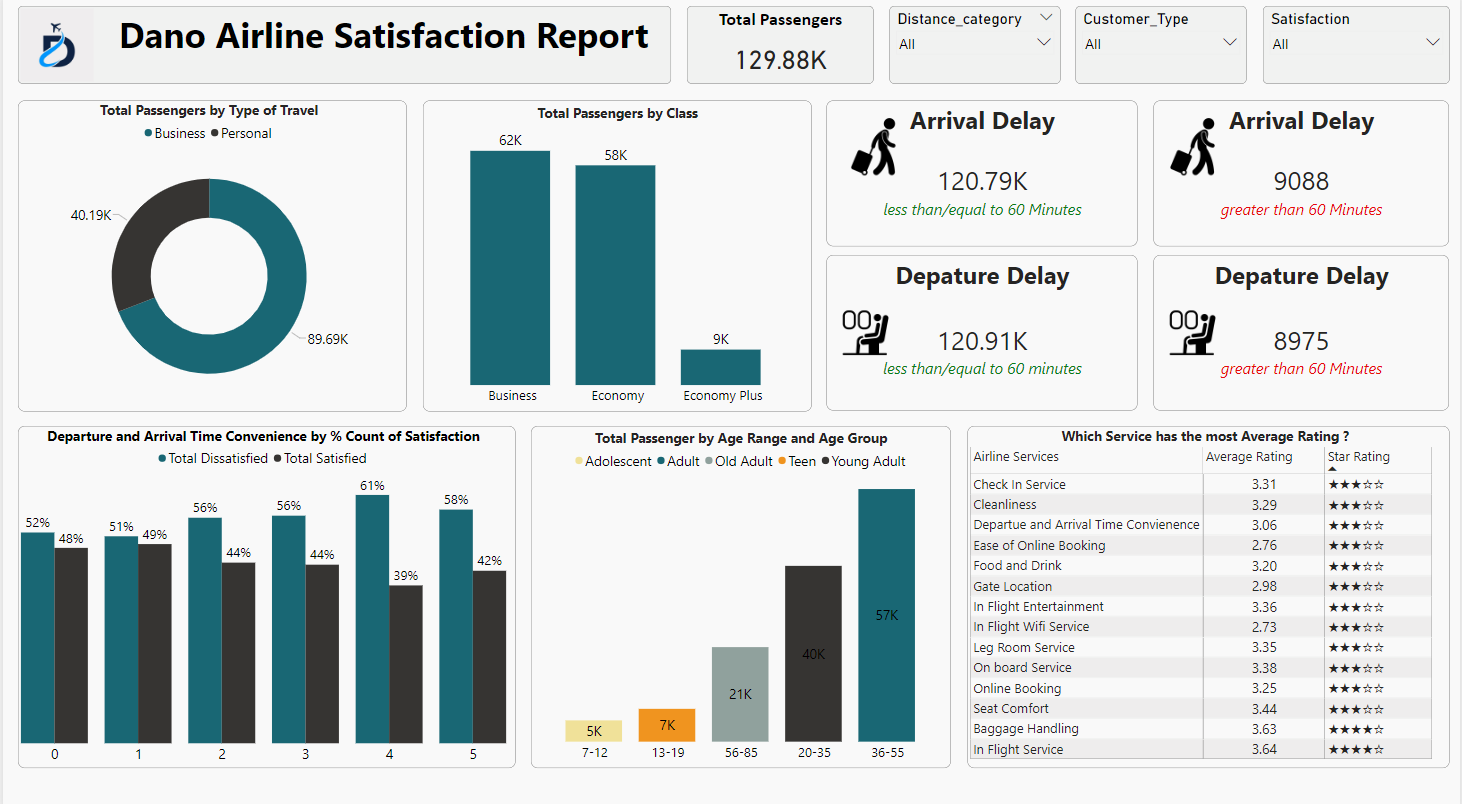 Dano Airline Satisfaction Report
Total Passengers
129.88K
Distance_category
All
Customer_Type
All
Satisfaction
All
Total Passengers by Type of Travel
Business Personal
40.19K
89.69K
Total Passengers by Class
62K
58K
9K
Business Economy Economy Plus
Arrival Delay
120.79K
less than/equal to 60 Minutes
Arrival Delay
9088
greater than 60 Minutes
Depature Delay
120.91K
less than/equal to 60 minutes
Depature Delay
8975
greater than 60 Minutes
Departure and Arrival Time Convenience by % Count of Satisfaction
Total Dissatisfied Total Satisfied
52% 48% 51% 49% 56% 44% 56% 44% 61% 39% 58% 42%
0 1 2 3 4 5
Total Passenger by Age Range and Age Group
Adolescent Adult Old Adult Teen Young Adult
5K 7K 21K 40K 57K
7-12 13-19 56-85 20-35 36-55
Which Service has the most Average Rating ?
Airline Services Average Rating Star Rating
Check In Service 3.31 ★★★☆☆
Cleanliness 3.29 ★★★☆☆
Departue and Arrival Time Convienence 3.06 ★★★☆☆
Ease of Online Booking 2.76 ★★★☆☆
Food and Drink 3.20 ★★★☆☆
Gate Location 2.98 ★★★☆☆
In Flight Entertainment 3.36 ★★★☆☆
In Flight Wifi Service 2.73 ★★★☆☆
Leg Room Service 3.35 ★★★☆☆
On board Service 3.38 ★★★☆☆
Online Booking 3.25 ★★★☆☆
Seat Comfort 3.44 ★★★☆☆
Baggage Handling 3.63 ★★★★☆
In Flight Service 3.64 ★★★★☆